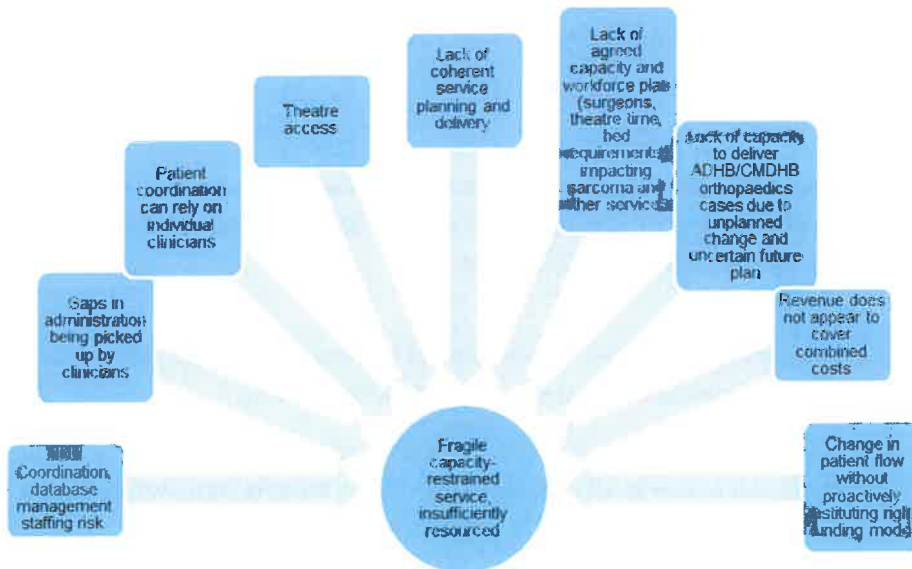 Coordination,
database
management
staffing risk
Gaps in
administration
being picked
up by
clinicians
Patient
coordination
can rely on
individual
clinicians
Theatre
access
Lack of
coherent
service
planning and
delivery
Lack of
agreed
capacity and
workforce plan
(surgeons,
theatre time,
bed
requirements)
impacting
sarcoma and
other services
Lack of capacity
to deliver
ADHB/CMDHB
orthopaedics
cases due to
unplanned
change and
uncertain future
plan
Revenue does
not appear to
cover
combined
costs
Change in
patient flow
without
proactively
instituting right
funding model
Fragile
capacity-
restrained
service,
insufficiently
resourced